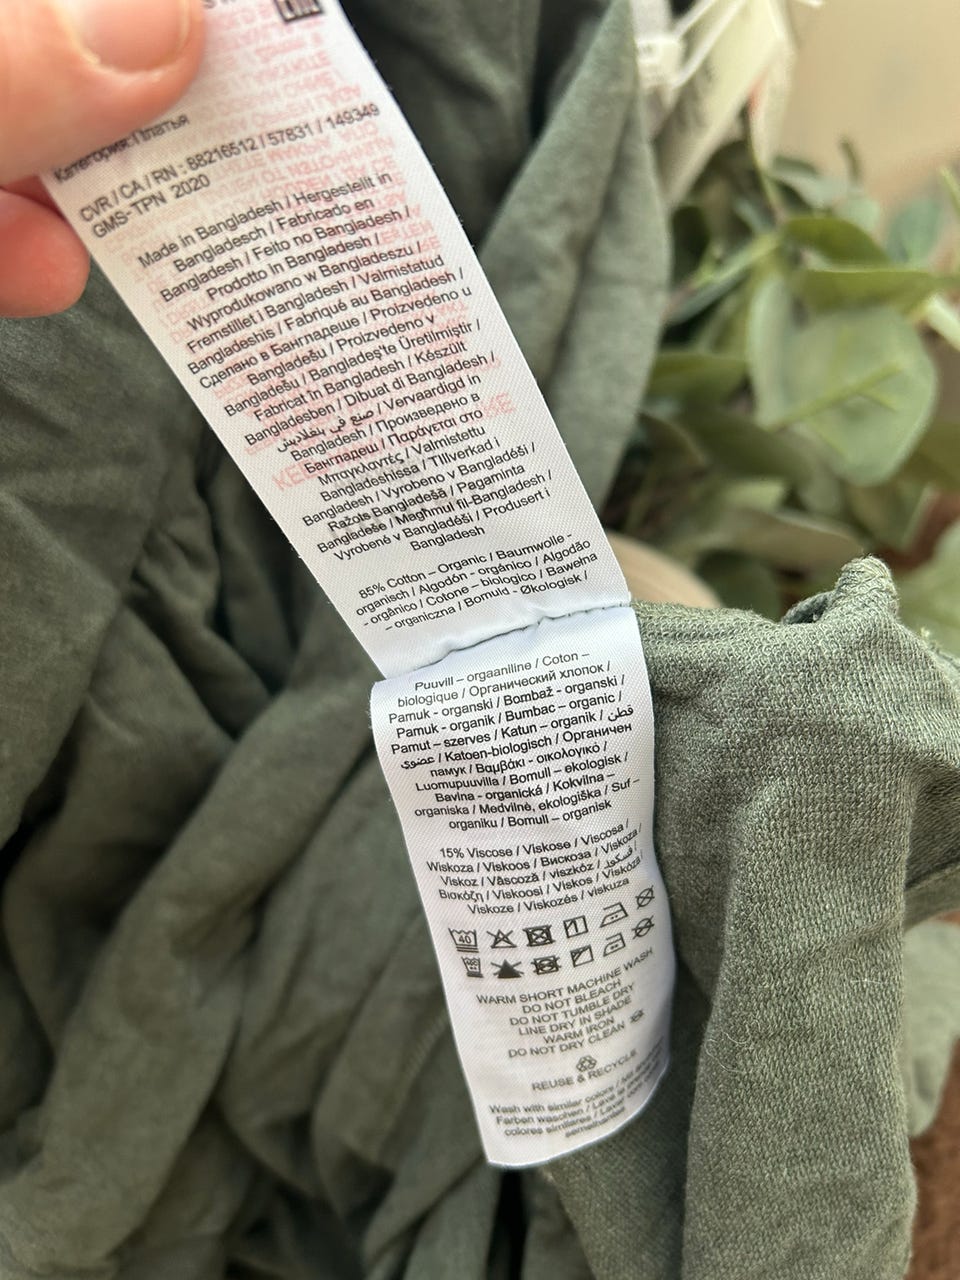 Категория:Платья
CVR / CA / RN : 88216512 / 57831 / 149349
GMS-TPN 2020
Made in Bangladesh / Hergestellt in
Bangladesch / Fabricado en
Bangladesh / Feito no Bangladesh /
Prodotto in Bangladesh /
Wyprodukowano w Bangladeszu /
Fremstillet i Bangladesh / Valmistatud
Bangladeshis / Fabriqué au Bangladesh /
Сделано в Бангладеше / Proizvedeno u
Bangladešu / Proizvedeno v
Bangladešu / Bangladeş'te Üretilmiştir /
Fabricat în Bangladesh / Készült
Bangladesben / Dibuat di Bangladesh /
صنع في بنغلاديش / Vervaardigd in
Bangladesh / Произведено в
Бангладеш / Παράγεται στο
Μπαγκλαντές / Valmistettu
Bangladeshissa / Tillverkad i
Bangladesh / Vyrobeno v Bangladéši /
Ražots Bangladešā / Pagaminta
Bangladeše / Magħmul fil-Bangladesh /
Vyrobené v Bangladéši / Produsert i
Bangladesh
85% Cotton – Organic / Baumwolle -
organisch / Algodón - orgánico / Algodão
- orgânico / Cotone – biologico / Bawełna
– organiczna / Bomuld - Økologisk /
Puuvill – orgaaniline / Coton –
biologique / Органический хлопок /
Pamuk - organski / Bombaž - organski /
Pamuk - organik / Bumbac - organic /
Pamut – szerves / Katun - organik / قطن
عضوي / Katoen-biologisch / Органичен
памук / Βαμβάκι - οικολογικό /
Luomupuuvilla / Bomull – ekologisk /
Bavlna - organická / Kokvilna –
organiska / Medvilnė, ekologiška / Suf –
organiku / Bomull – organisk
15% Viscose / Viskose / Viscosa /
Wiskoza / Viskoos / Вискоза / Viskoza /
Viskoz / Vâscoză / viszkóz / فسكوز /
Βισκόζη / Viskoosi / Viskos / Viskóza /
Viskoze / Viskozės / viskuza
40
WARM SHORT MACHINE WASH
DO NOT BLEACH
DO NOT TUMBLE DRY
LINE DRY IN SHADE
WARM IRON
DO NOT DRY CLEAN
REUSE & RECYCLE
Wash with similar colors /
Farben waschen /
colores similares /
semelhantes